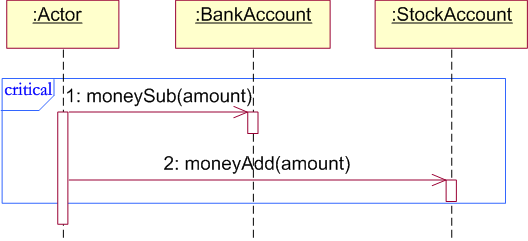 :Actor
:BankAccount
:StockAccount
critical
1: moneySub(amount)
2: moneyAdd(amount)